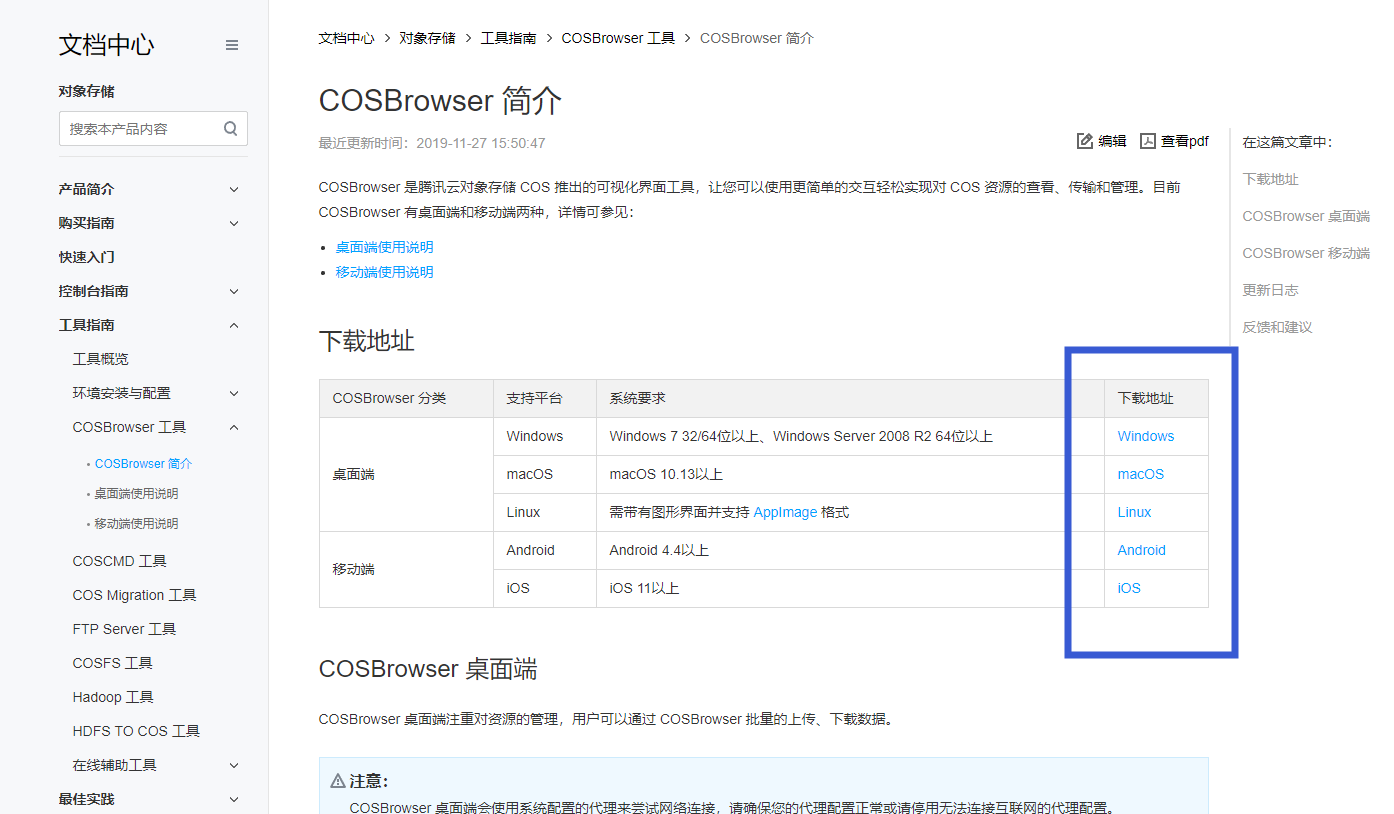 文档中心
对象存储
搜索本产品内容
产品简介
购买指南
快速入门
控制台指南
工具指南
工具概览
环境安装与配置
COSBrowser 工具
COSBrowser 简介
桌面端使用说明
移动端使用说明
COSCMD 工具
COS Migration 工具
FTP Server 工具
COSFS 工具
Hadoop 工具
HDFS TO COS 工具
在线辅助工具
最佳实践
文档中心 > 对象存储 > 工具指南 > COSBrowser 工具 > COSBrowser 简介
COSBrowser 简介
最近更新时间：2019-11-27 15:50:47
编辑 查看pdf
COSBrowser 是腾讯云对象存储 COS 推出的可视化界面工具，让您可以使用更简单的交互轻松实现对 COS 资源的查看、传输和管理。目前
COSBrowser 有桌面端和移动端两种，详情可参见：
• 桌面端使用说明
• 移动端使用说明
下载地址
COSBrowser 分类 支持平台 系统要求 下载地址
桌面端
Windows Windows 7 32/64位以上、Windows Server 2008 R2 64位以上 Windows
macOS macOS 10.13以上 macOS
Linux 需带有图形界面并支持 AppImage 格式 Linux
移动端
Android Android 4.4以上 Android
iOS iOS 11以上 iOS
COSBrowser 桌面端
COSBrowser 桌面端注重对资源的管理，用户可以通过 COSBrowser 批量的上传、下载数据。
注意：
COSBrowser 桌面端会使用系统配置的代理来尝试网络连接，请确保您的代理配置正常或请停用无法连接互联网的代理配置。
在这篇文章中：
下载地址
COSBrowser 桌面端
COSBrowser 移动端
更新日志
反馈和建议